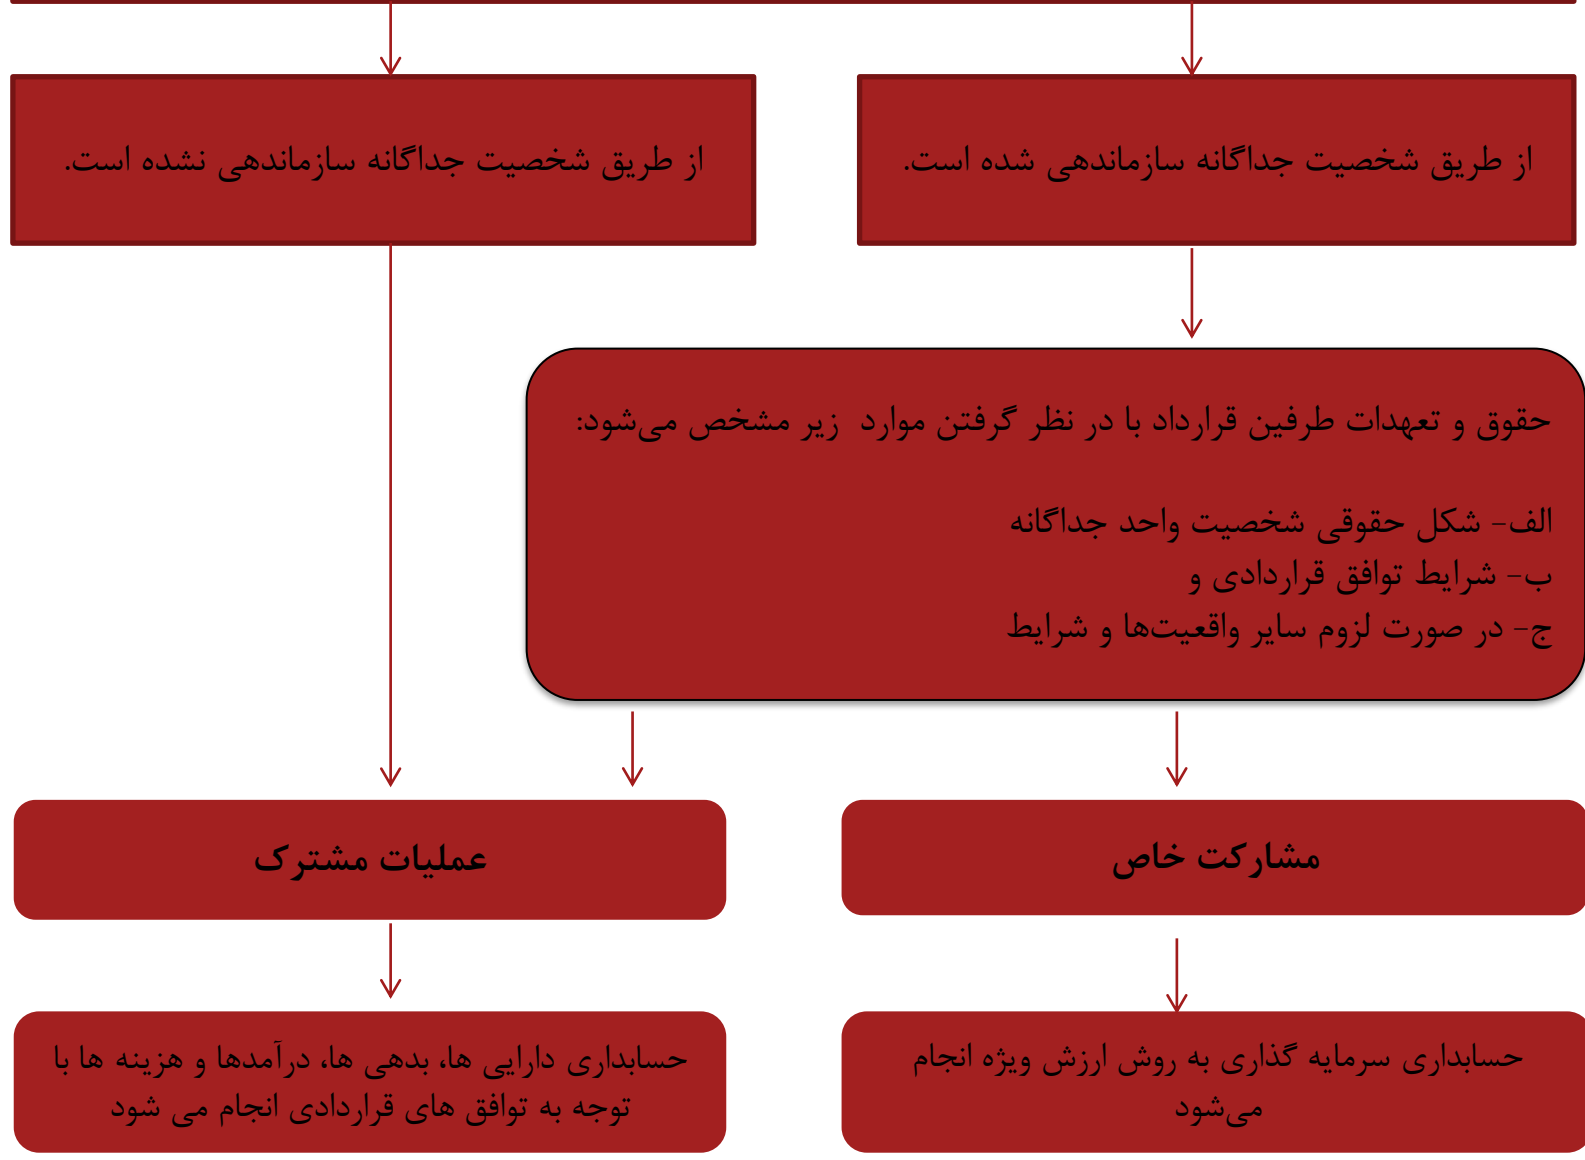 از طریق شخصیت جداگانه سازماندهی شده است.
از طریق شخصیت جداگانه سازماندهی نشده است.
حقوق و تعهدات طرفین قرارداد با در نظر گرفتن موارد زیر مشخص می‌شود:
الف- شکل حقوقی شخصیت واحد جداگانه
ب- شرایط توافق قراردادی و
ج- در صورت لزوم سایر واقعیت‌ها و شرایط
مشارکت خاص
عملیات مشترک
حسابداری سرمایه گذاری به روش ارزش ویژه انجام
می‌شود
حسابداری دارایی ها، بدهی ها، درآمدها و هزینه ها با
توجه به توافق های قراردادی انجام می شود